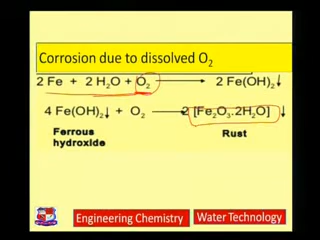 Corrosion due to dissolved O₂
2 Fe + 2 H₂O + O₂ → 2 Fe(OH)₂↓
4 Fe(OH)₂↓ + O₂ → 2 [Fe₂O₃.2H₂O] ↓
Ferrous hydroxide Rust
Engineering Chemistry Water Technology